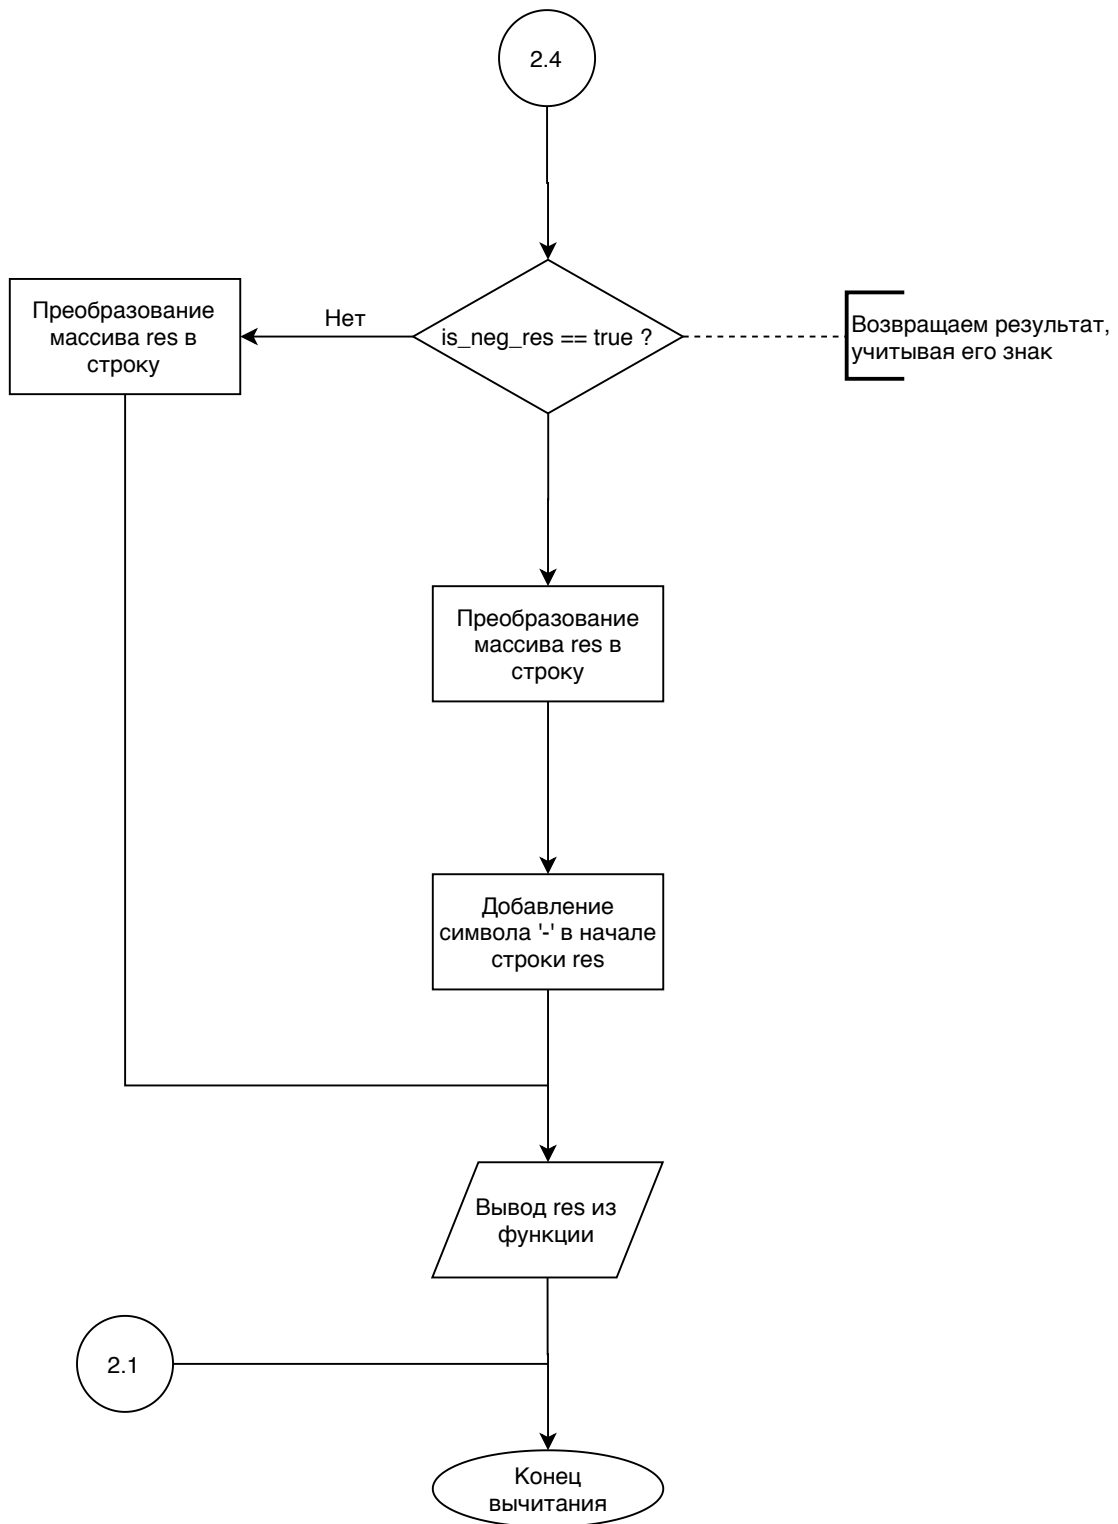 2.4
Преобразование
массива res в
строку
Нет
is_neg_res == true ?
Возвращаем результат,
учитывая его знак
Преобразование
массива res в
строку
Добавление
символа '-' в начале
строки res
Вывод res из
функции
2.1
Конец
вычитания